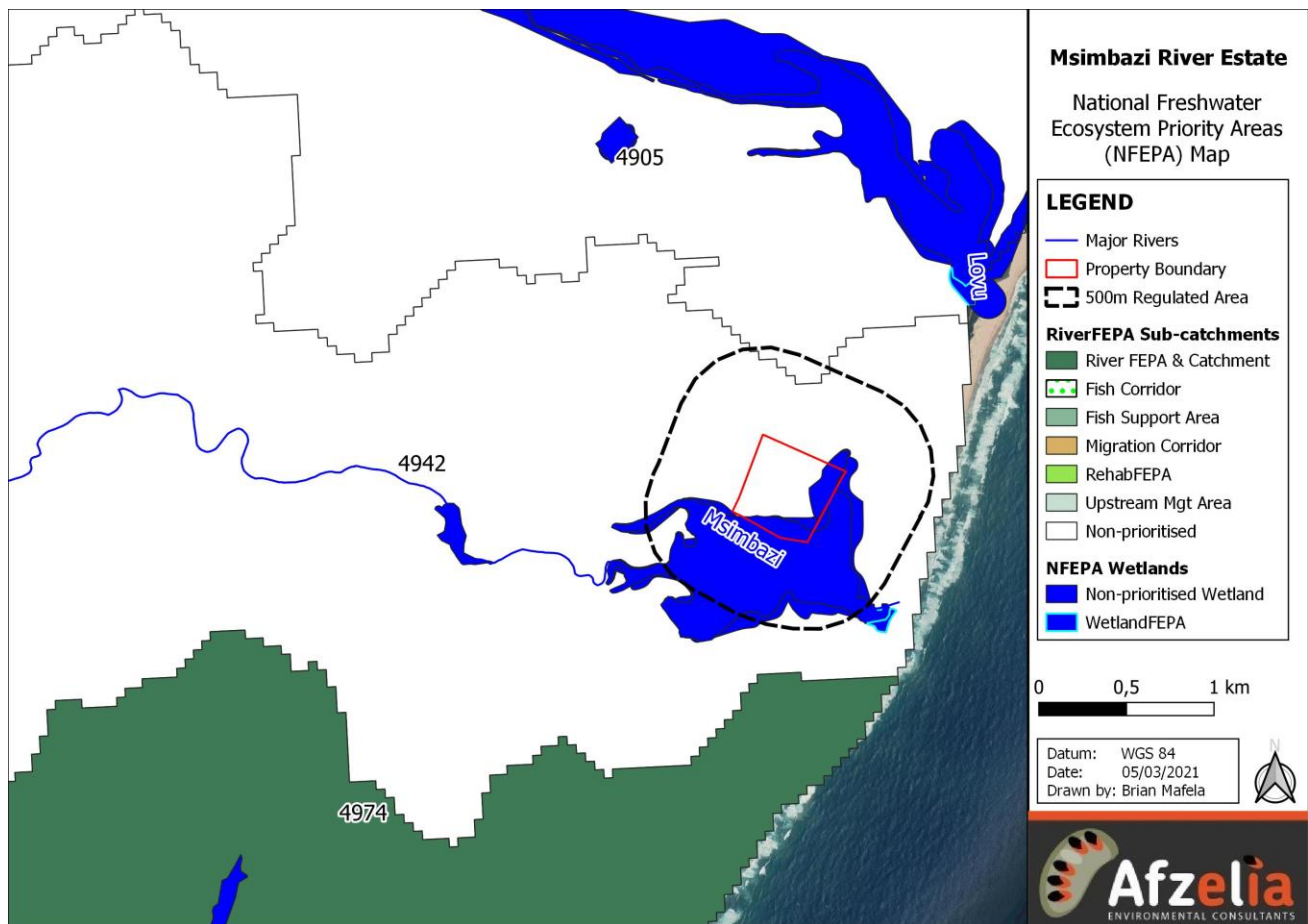 4905
Lovu
4942
Msimbazi
4974
Msimbazi River Estate
National Freshwater
Ecosystem Priority Areas
(NFEPA) Map
LEGEND
Major Rivers
Property Boundary
500m Regulated Area
RiverFEPA Sub-catchments
River FEPA & Catchment
Fish Corridor
Fish Support Area
Migration Corridor
RehabFEPA
Upstream Mgt Area
Non-prioritised
NFEPA Wetlands
Non-prioritised Wetland
WetlandFEPA
0 0,5 1 km
Datum: WGS 84
Date: 05/03/2021
Drawn by: Brian Mafela
N
Afzelia
ENVIRONMENTAL CONSULTANTS